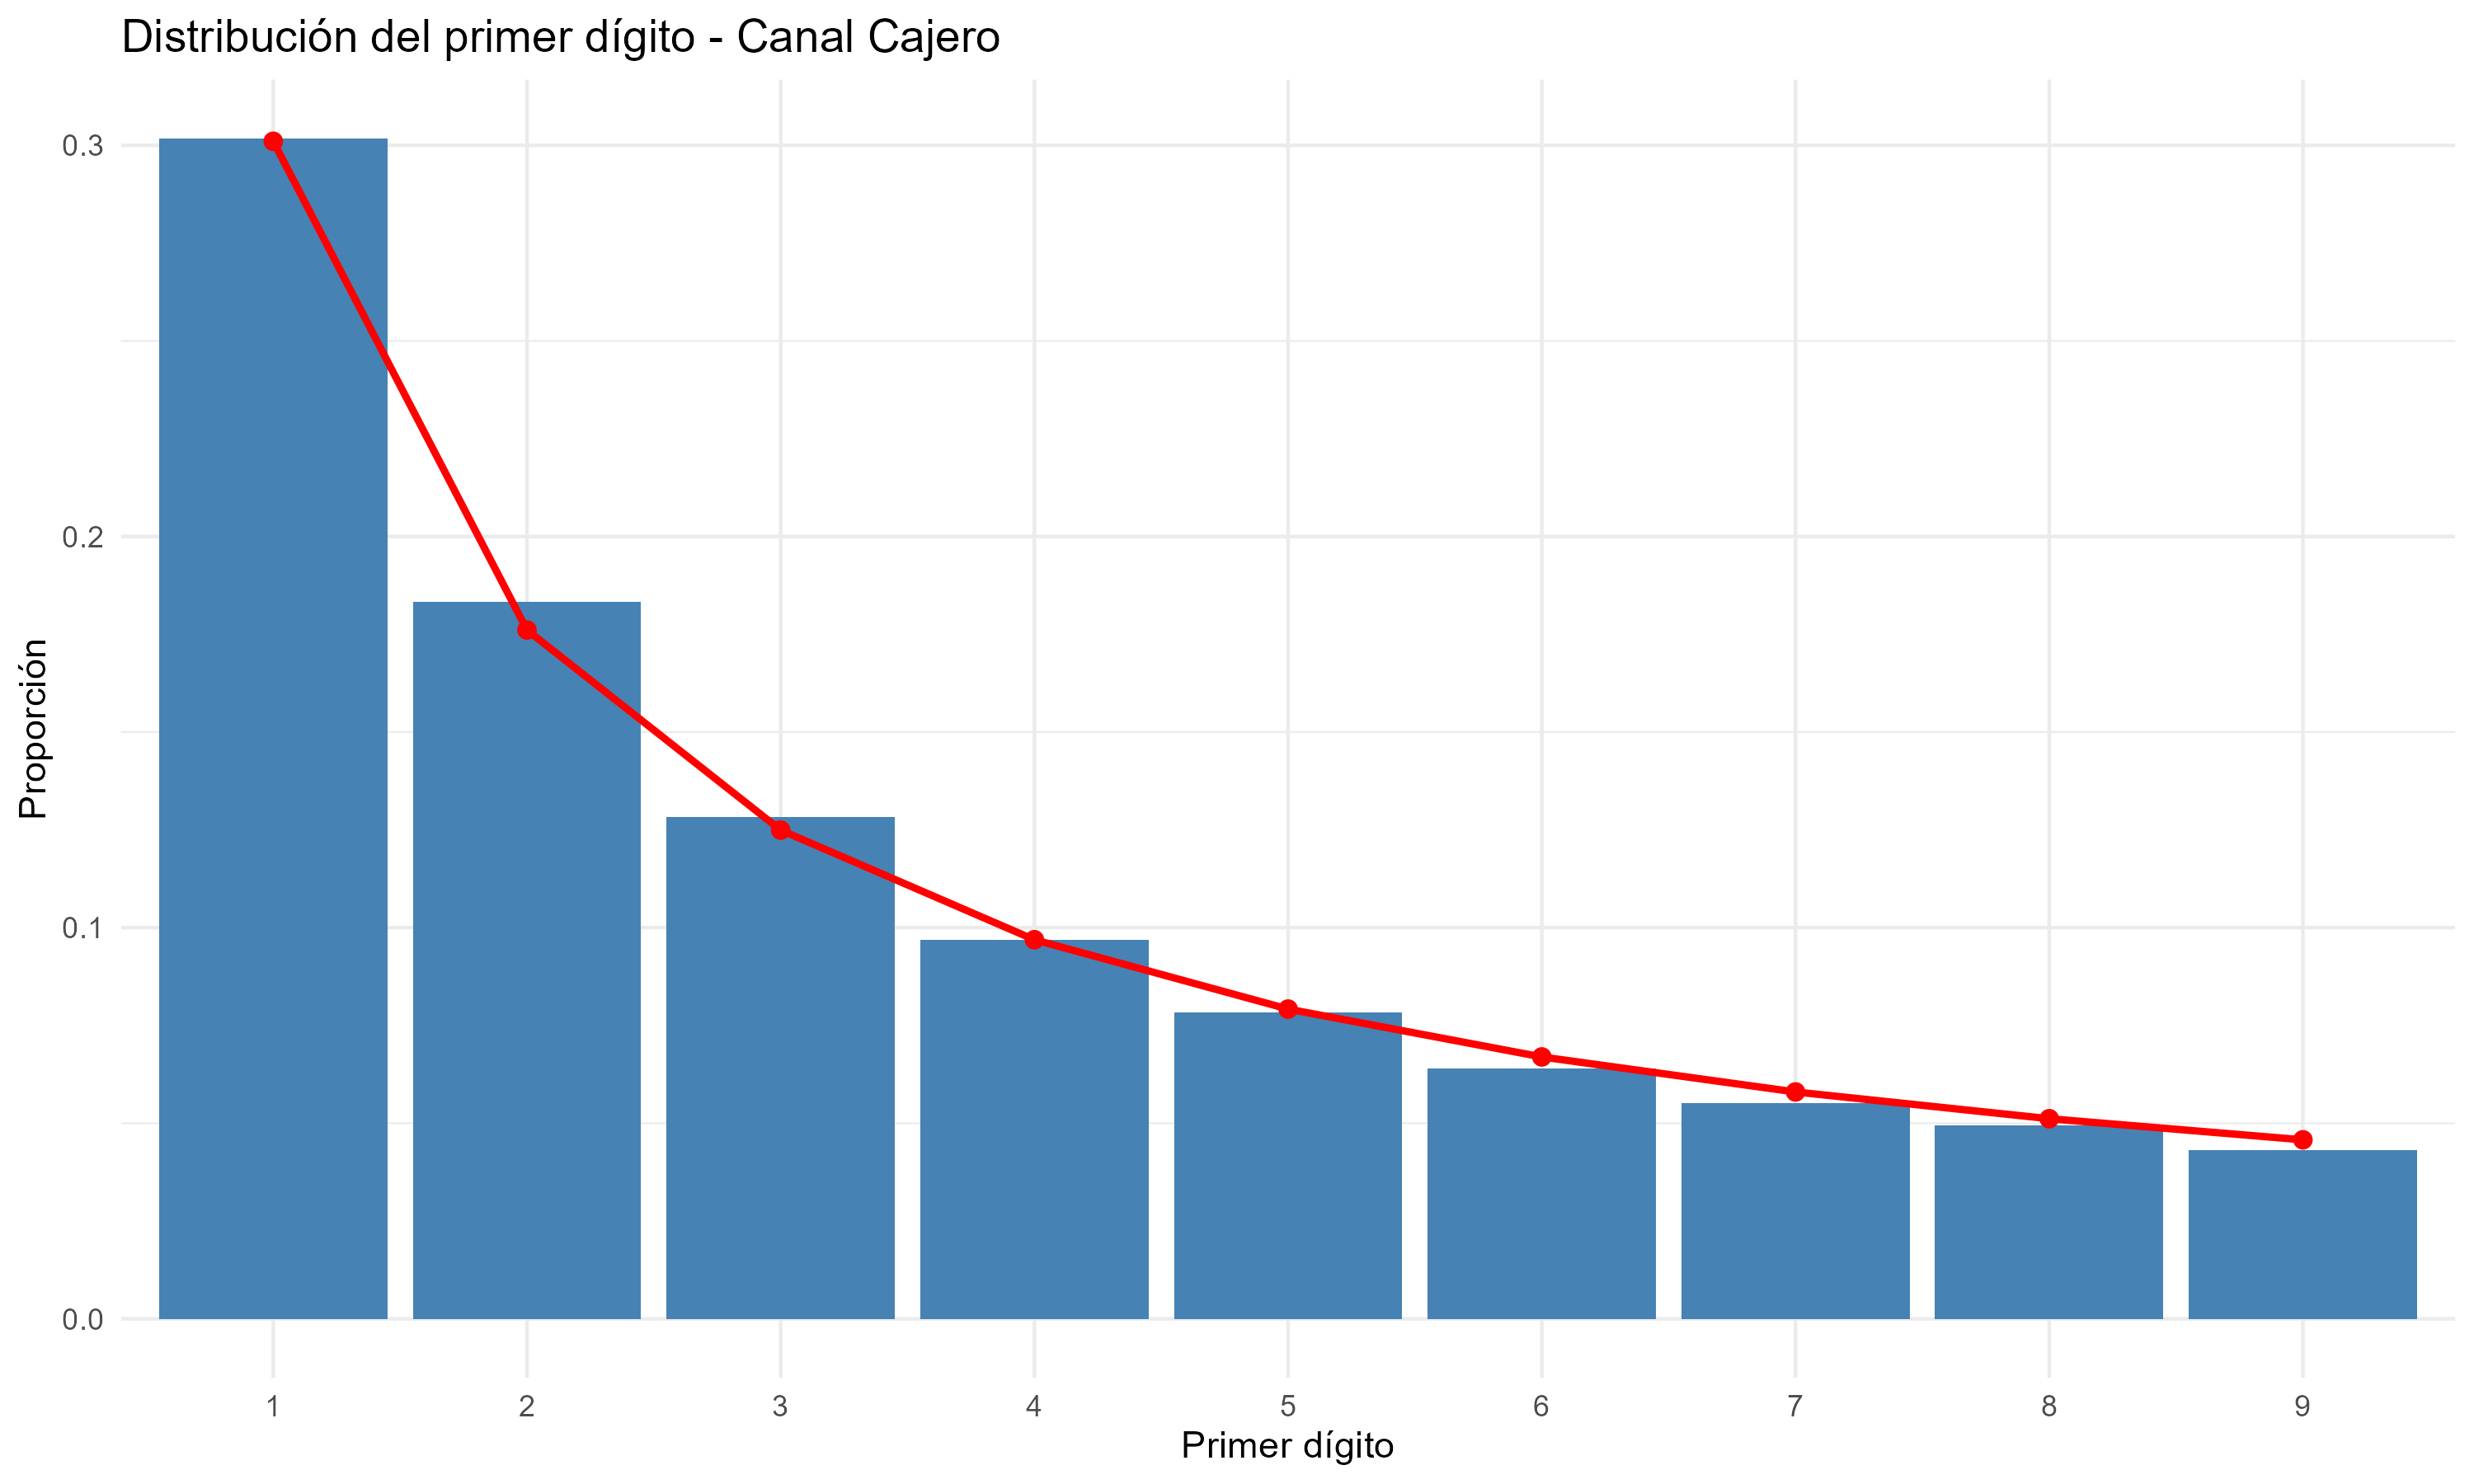 Distribución del primer dígito - Canal Cajero
Proporción
0.3
0.2
0.1
0.0
1 2 3 4 5 6 7 8 9
Primer dígito